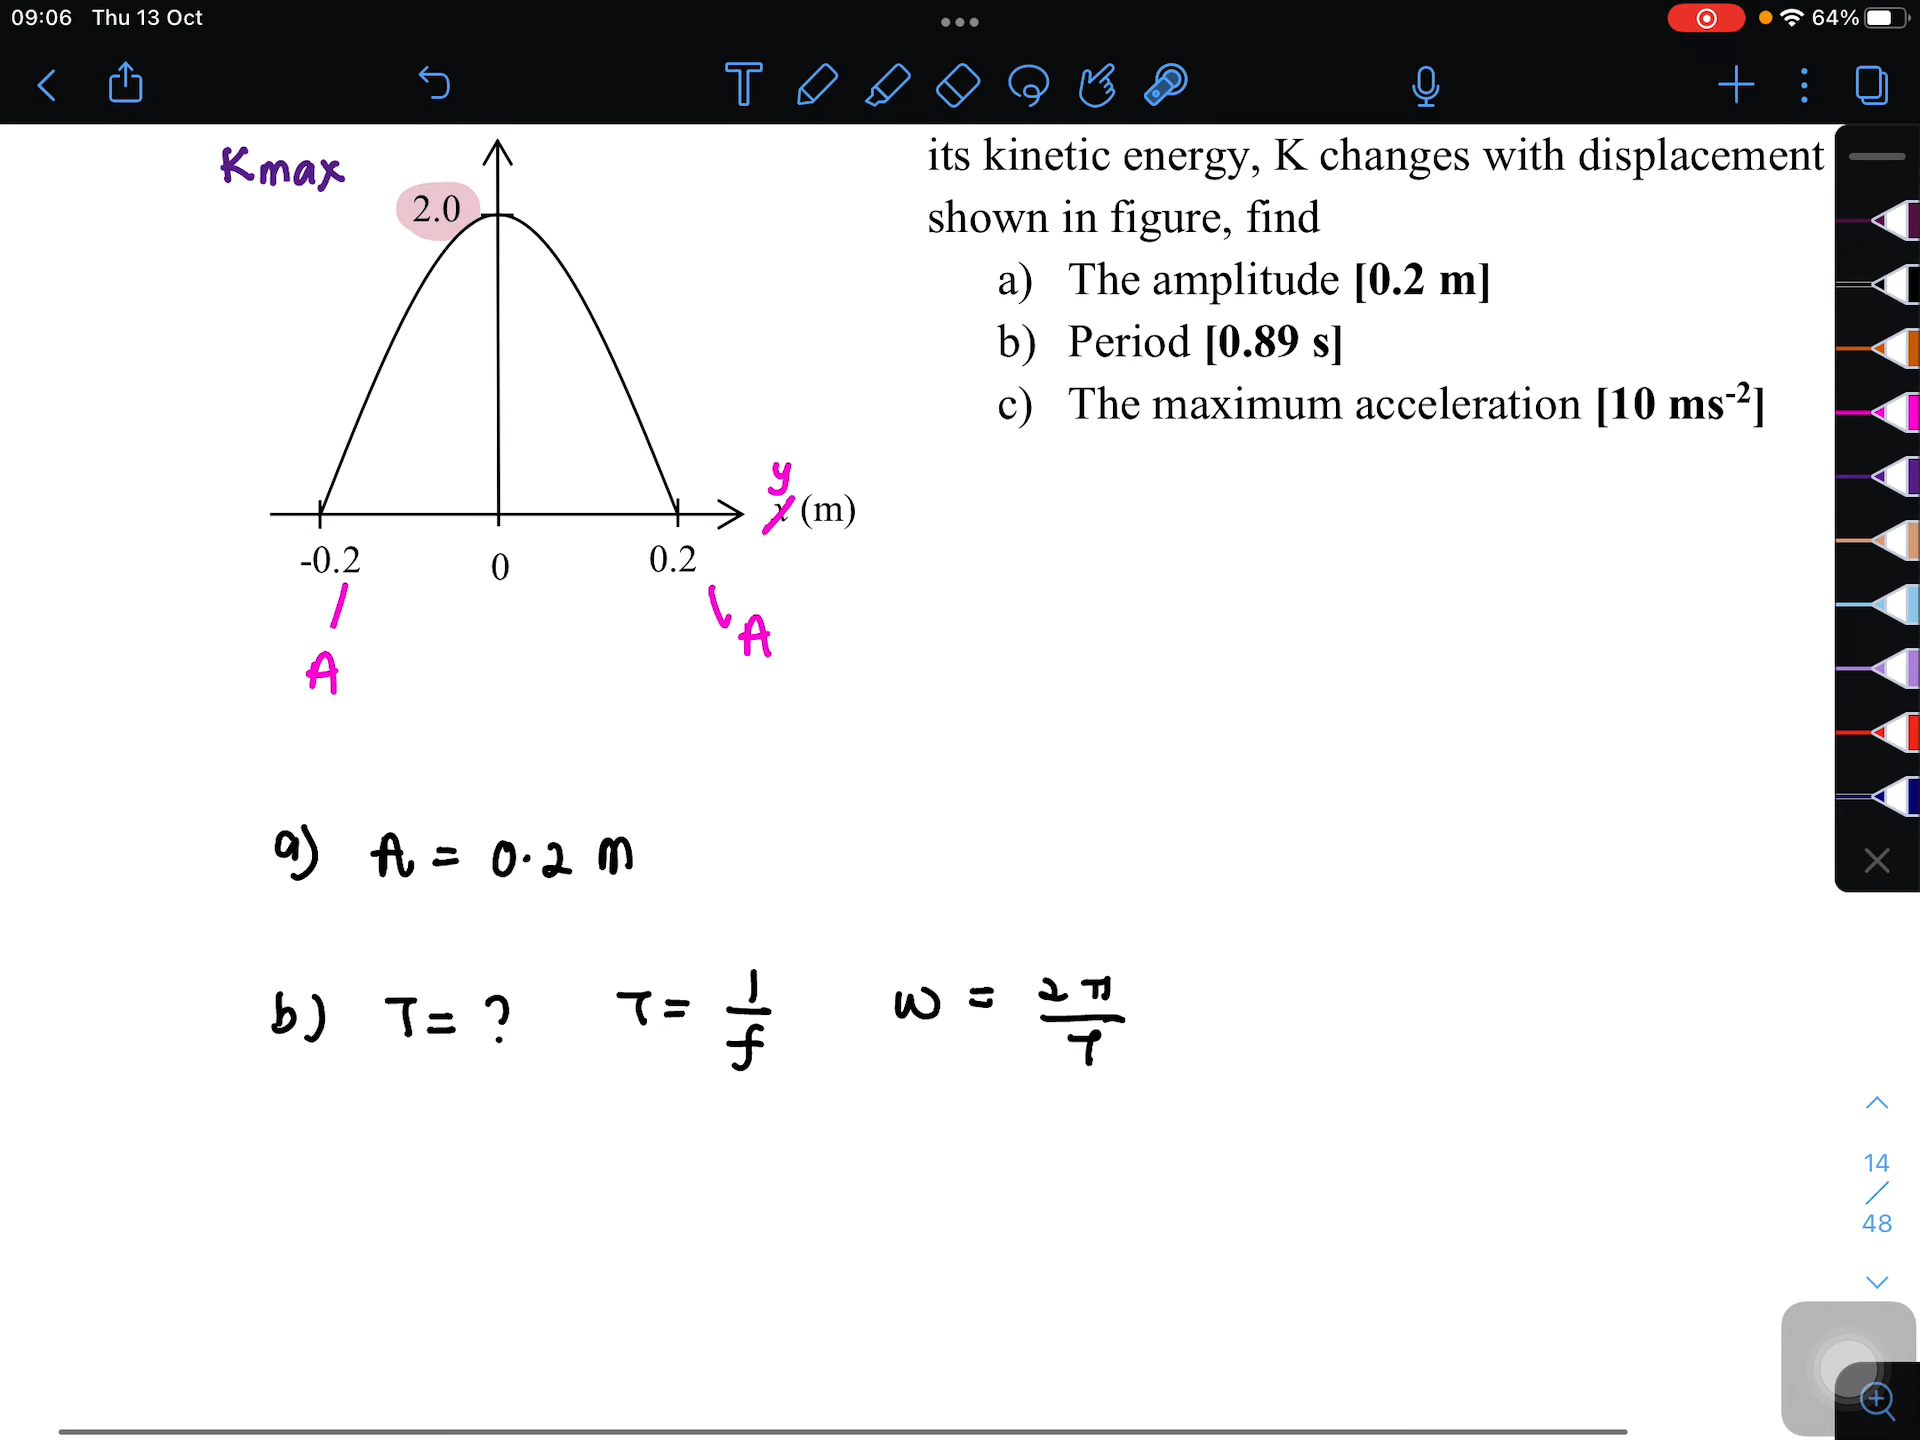 09:06 Thu 13 Oct
64%
Kmax
2.0
its kinetic energy, K changes with displacement
shown in figure, find
a) The amplitude [0.2 m]
b) Period [0.89 s]
c) The maximum acceleration [10 ms⁻²]
y
x (m)
-0.2 0 0.2
A A
a) A = 0.2 m
b) T = ? T = 1/f ω = 2π/T
14
/
48